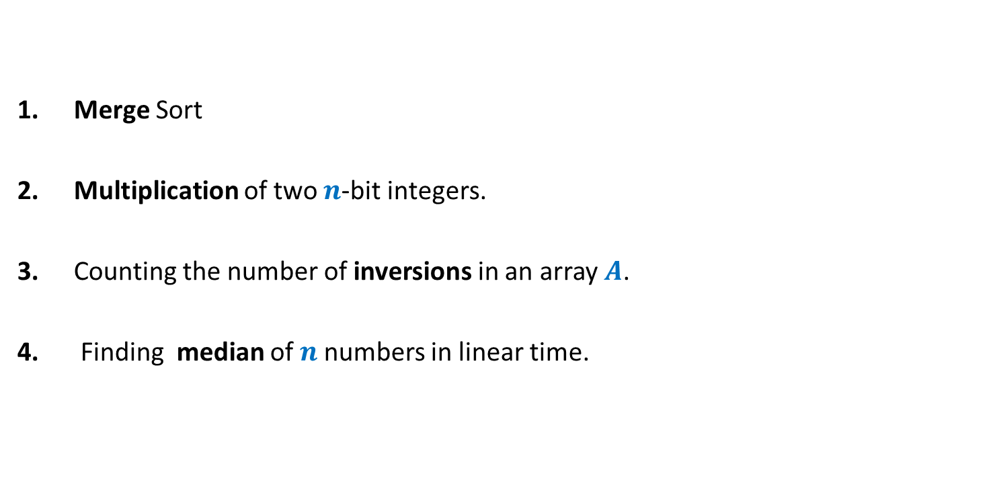 1. Merge Sort
2. Multiplication of two n-bit integers.
3. Counting the number of inversions in an array A.
4. Finding median of n numbers in linear time.